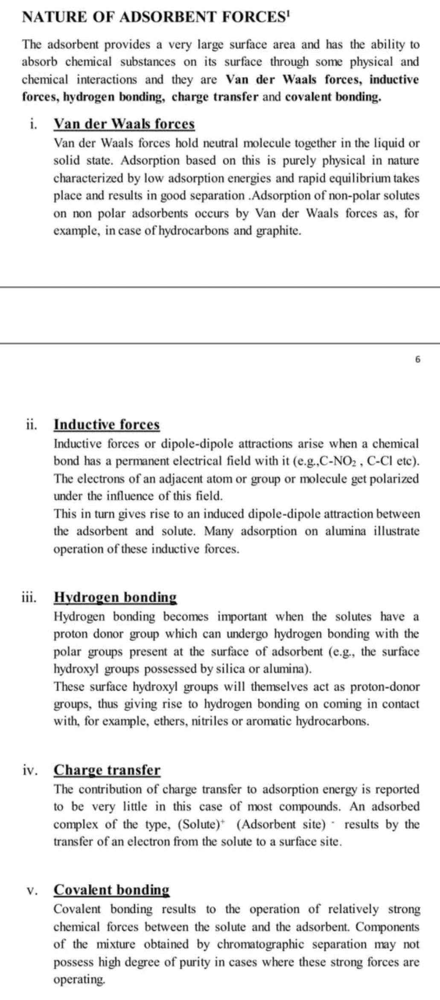 NATURE OF ADSORBENT FORCES¹
The adsorbent provides a very large surface area and has the ability to
absorb chemical substances on its surface through some physical and
chemical interactions and they are Van der Waals forces, inductive
forces, hydrogen bonding, charge transfer and covalent bonding.
i. Van der Waals forces
Van der Waals forces hold neutral molecule together in the liquid or
solid state. Adsorption based on this is purely physical in nature
characterized by low adsorption energies and rapid equilibrium takes
place and results in good separation .Adsorption of non-polar solutes
on non polar adsorbents occurs by Van der Waals forces as, for
example, in case of hydrocarbons and graphite.
6
ii. Inductive forces
Inductive forces or dipole-dipole attractions arise when a chemical
bond has a permanent electrical field with it (e.g.,C-NO₂ , C-Cl etc).
The electrons of an adjacent atom or group or molecule get polarized
under the influence of this field.
This in turn gives rise to an induced dipole-dipole attraction between
the adsorbent and solute. Many adsorption on alumina illustrate
operation of these inductive forces.
iii. Hydrogen bonding
Hydrogen bonding becomes important when the solutes have a
proton donor group which can undergo hydrogen bonding with the
polar groups present at the surface of adsorbent (e.g., the surface
hydroxyl groups possessed by silica or alumina).
These surface hydroxyl groups will themselves act as proton-donor
groups, thus giving rise to hydrogen bonding on coming in contact
with, for example, ethers, nitriles or aromatic hydrocarbons.
iv. Charge transfer
The contribution of charge transfer to adsorption energy is reported
to be very little in this case of most compounds. An adsorbed
complex of the type, (Solute)⁺ (Adsorbent site) ⁻ results by the
transfer of an electron from the solute to a surface site.
v. Covalent bonding
Covalent bonding results to the operation of relatively strong
chemical forces between the solute and the adsorbent. Components
of the mixture obtained by chromatographic separation may not
possess high degree of purity in cases where these strong forces are
operating.